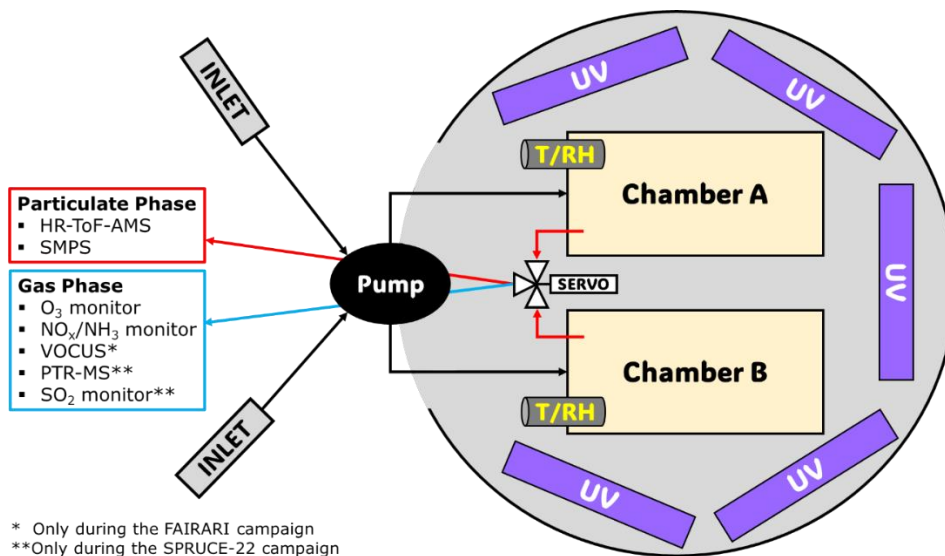 INLET
UV
UV
T/RH
Chamber A
Particulate Phase
▪ HR-ToF-AMS
▪ SMPS
Pump
SERVO
UV
Gas Phase
▪ O₃ monitor
▪ NOₓ/NH₃ monitor
▪ VOCUS*
▪ PTR-MS**
▪ SO₂ monitor**
Chamber B
T/RH
INLET
UV
UV
* Only during the FAIRARI campaign
**Only during the SPRUCE-22 campaign